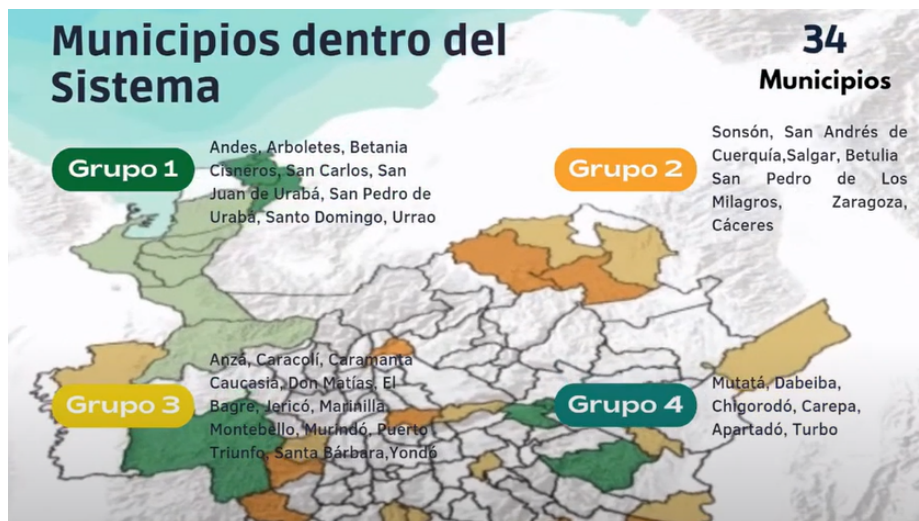 Municipios dentro del
Sistema
34
Municipios
Grupo 1
Andes, Arboletes, Betania
Cisneros, San Carlos, San
Juan de Urabá, San Pedro de
Urabá, Santo Domingo, Urrao
Grupo 2
Sonsón, San Andrés de
Cuerquía,Salgar, Betulia
San Pedro de Los
Milagros, Zaragoza,
Cáceres
Grupo 3
Anzá, Caracolí, Caramanta
Caucasia, Don Matías, El
Bagre, Jericó, Marinilla,
Montebello, Murindó, Puerto
Triunfo, Santa Bárbara,Yondó
Grupo 4
Mutatá, Dabeiba,
Chigorodó, Carepa,
Apartadó, Turbo